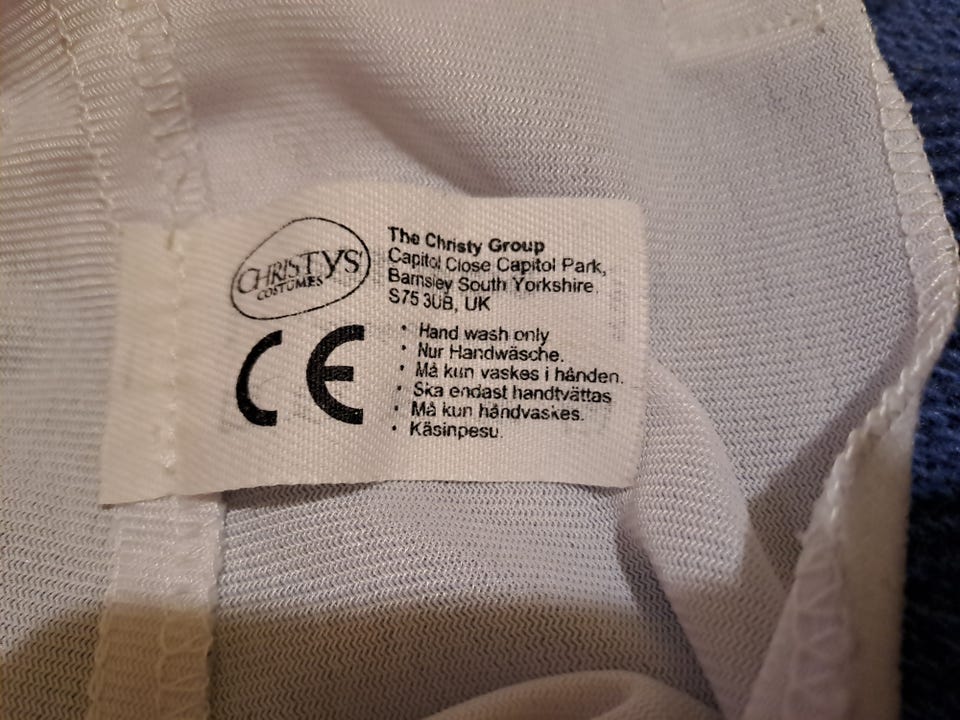 CHRISTYS
COSTUMES
The Christy Group
Capitol Close Capitol Park,
Barnsley South Yorkshire
S75 3UB, UK
CE
• Hand wash only
• Nur Handwäsche.
• Må kun vaskes i hånden.
• Ska endast handtvättas
• Må kun håndvaskes.
• Käsinpesu.